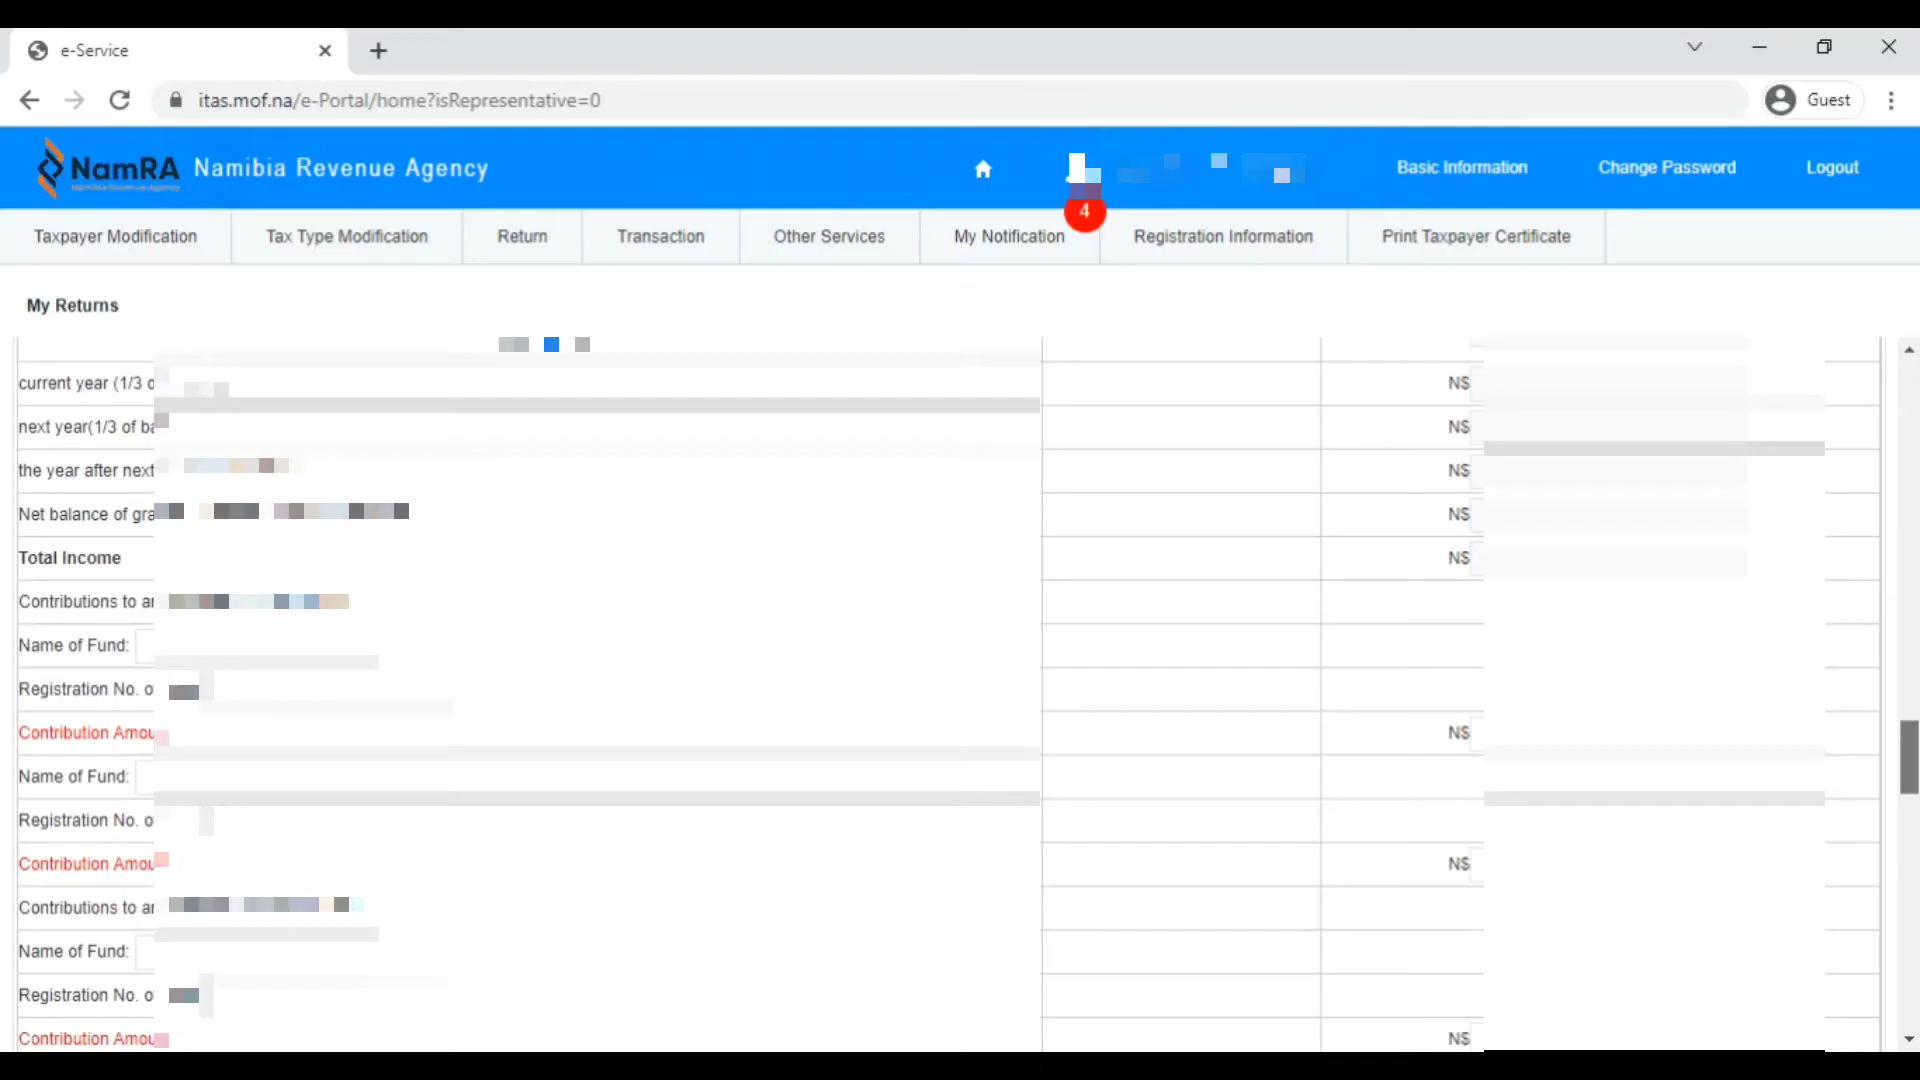 e-Service
itas.mof.na/e-Portal/home?isRepresentative=0
Guest
NamRA Namibia Revenue Agency
Basic Information Change Password Logout
4
Taxpayer Modification Tax Type Modification Return Transaction Other Services My Notification Registration Information Print Taxpayer Certificate
My Returns
current year (1/3 N$
next year(1/3 of N$
the year after next N$
Net balance of N$
Total Income N$
Contributions to
Name of Fund:
Registration No.
Contribution N$
Name of Fund:
Registration No.
Contribution N$
Contributions to
Name of Fund:
Registration No.
Contribution N$